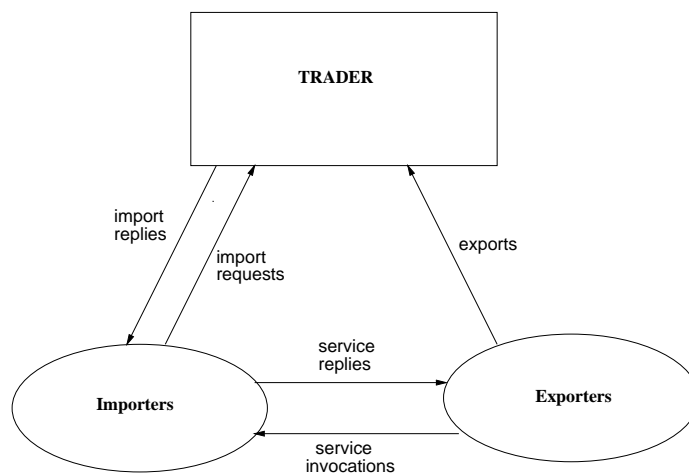 TRADER
import
replies
import
requests
exports
service
replies
Importers
Exporters
service
invocations